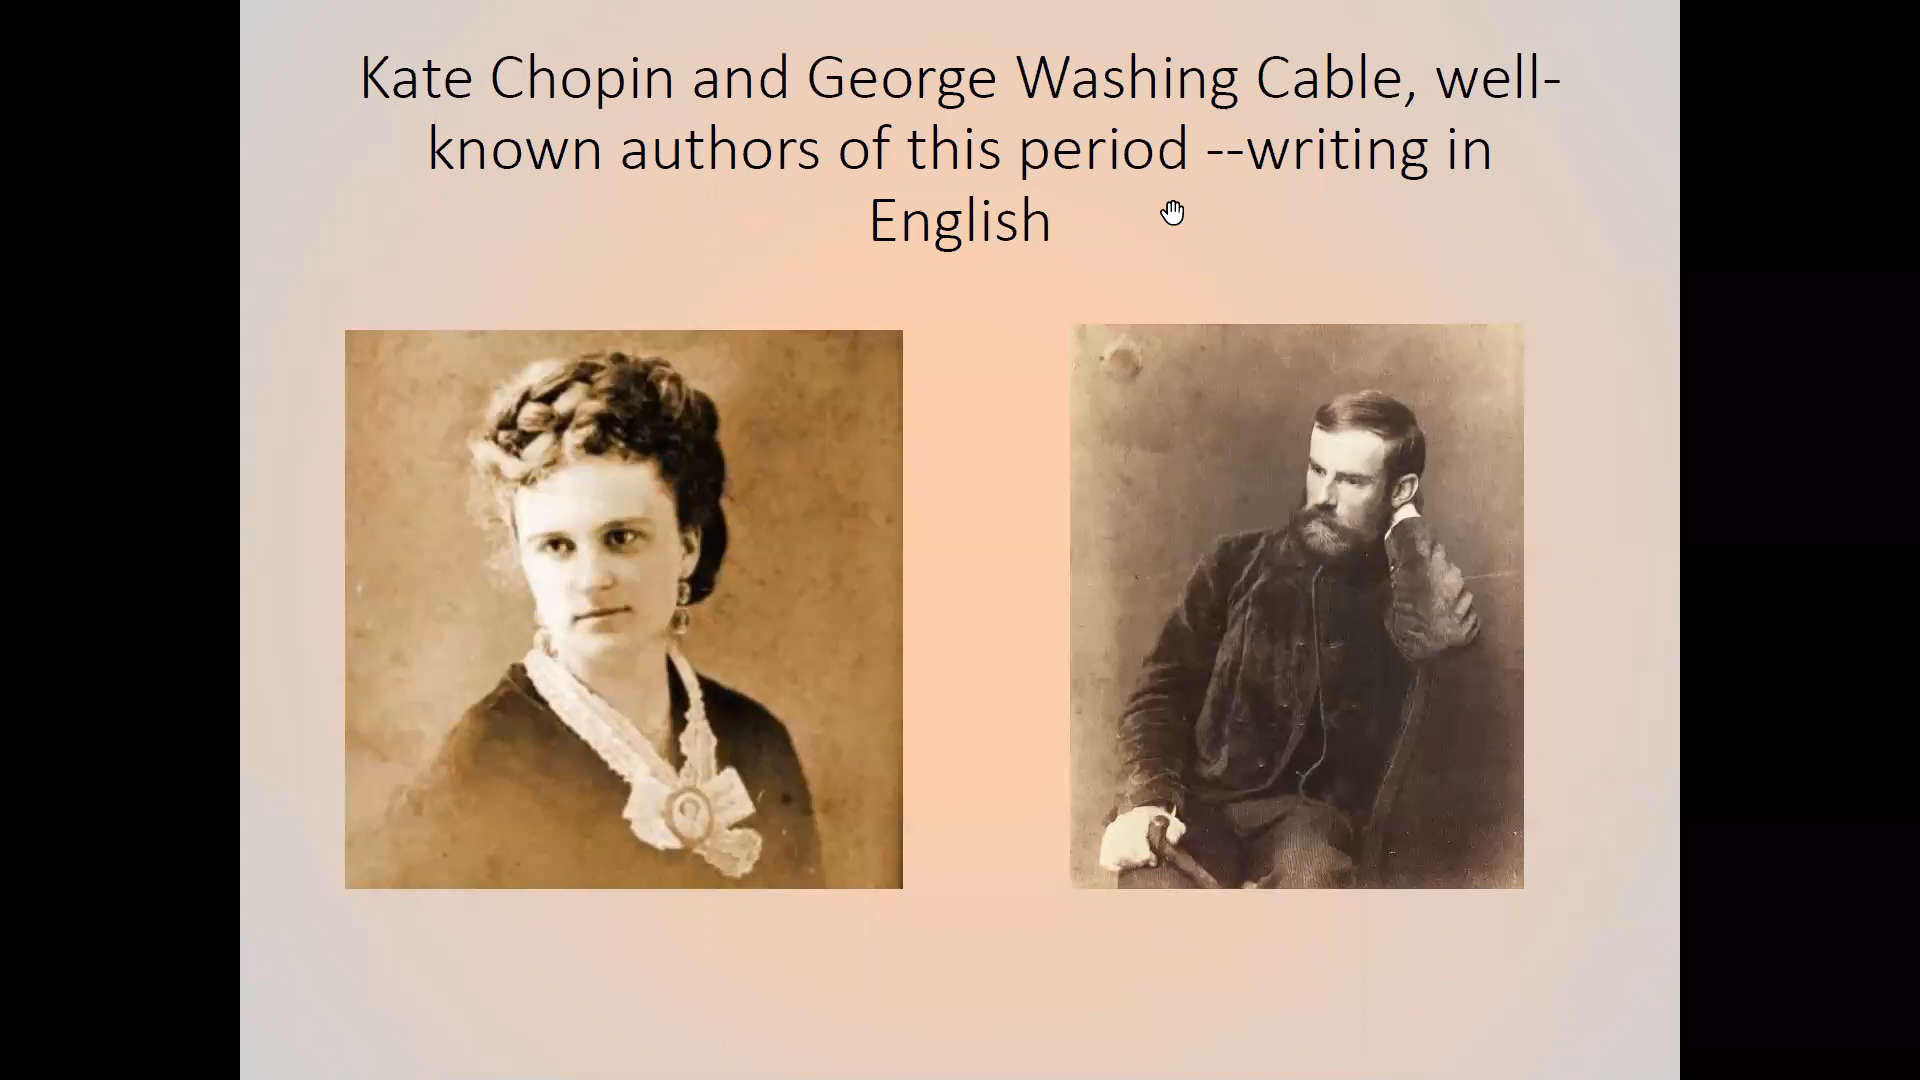 Kate Chopin and George Washing Cable, well-
known authors of this period --writing in
English